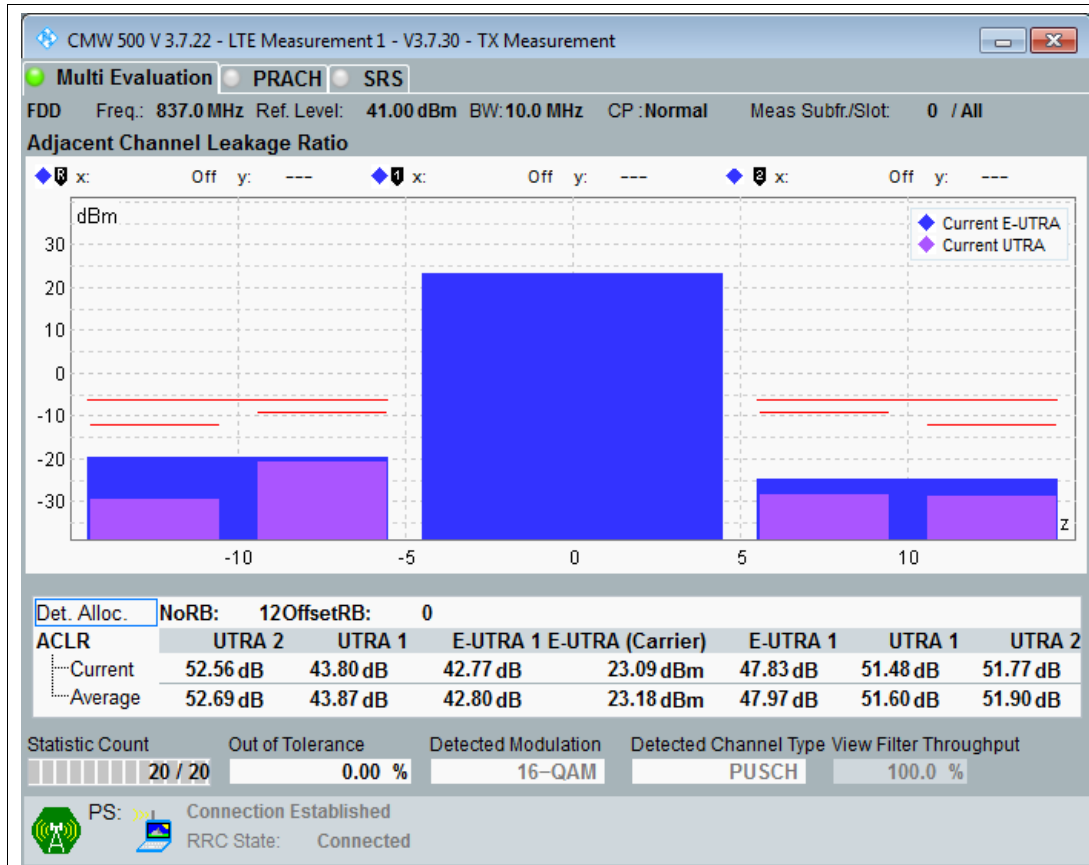 CMW 500 V 3.7.22 - LTE Measurement 1 - V3.7.30 - TX Measurement
Multi Evaluation PRACH SRS
FDD Freq.: 837.0 MHz Ref. Level: 41.00 dBm BW: 10.0 MHz CP : Normal Meas Subfr./Slot: 0 / All
Adjacent Channel Leakage Ratio
R x: Off y: --- 1 x: Off y: --- 2 x: Off y: ---
dBm
Current E-UTRA
Current UTRA
30
20
10
0
-10
-20
-30
z
-10 -5 0 5 10
Det. Alloc. NoRB: 12 OffsetRB: 0
ACLR UTRA 2 UTRA 1 E-UTRA 1 E-UTRA (Carrier) E-UTRA 1 UTRA 1 UTRA 2
Current 52.56 dB 43.80 dB 42.77 dB 23.09 dBm 47.83 dB 51.48 dB 51.77 dB
Average 52.69 dB 43.87 dB 42.80 dB 23.18 dBm 47.97 dB 51.60 dB 51.90 dB
Statistic Count Out of Tolerance Detected Modulation Detected Channel Type View Filter Throughput
20 / 20 0.00 % 16-QAM PUSCH 100.0 %
PS: Connection Established
RRC State: Connected